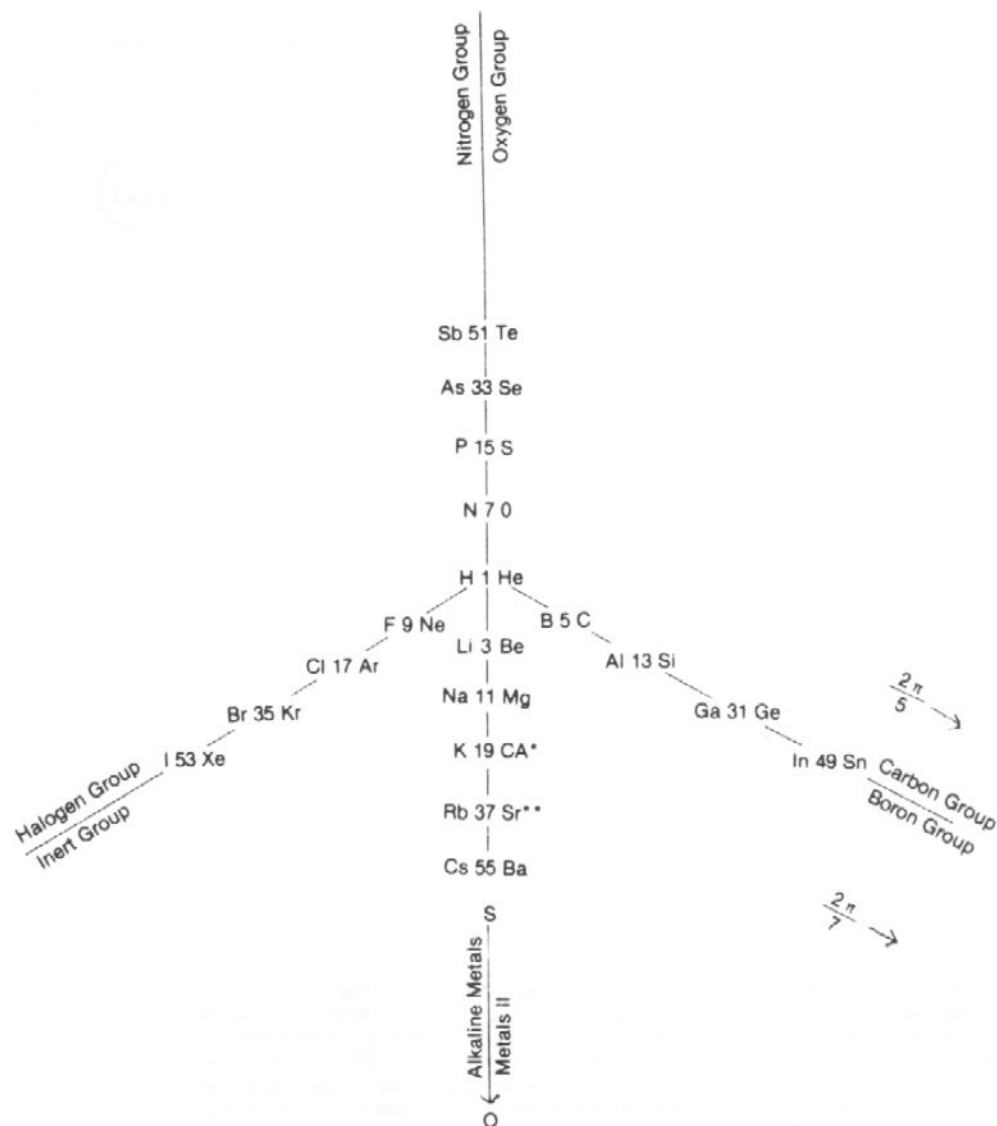 Nitrogen Group
Oxygen Group
Sb 51 Te
As 33 Se
P 15 S
N 7 0
H 1 He
F 9 Ne
B 5 C
Li 3 Be
Cl 17 Ar
Al 13 Si
Na 11 Mg
Br 35 Kr
Ga 31 Ge
2 π
5
K 19 CA*
I 53 Xe
In 49 Sn
Halogen Group
Inert Group
Carbon Group
Boron Group
Rb 37 Sr**
Cs 55 Ba
S
2 π
7
Alkaline Metals
Metals II
O